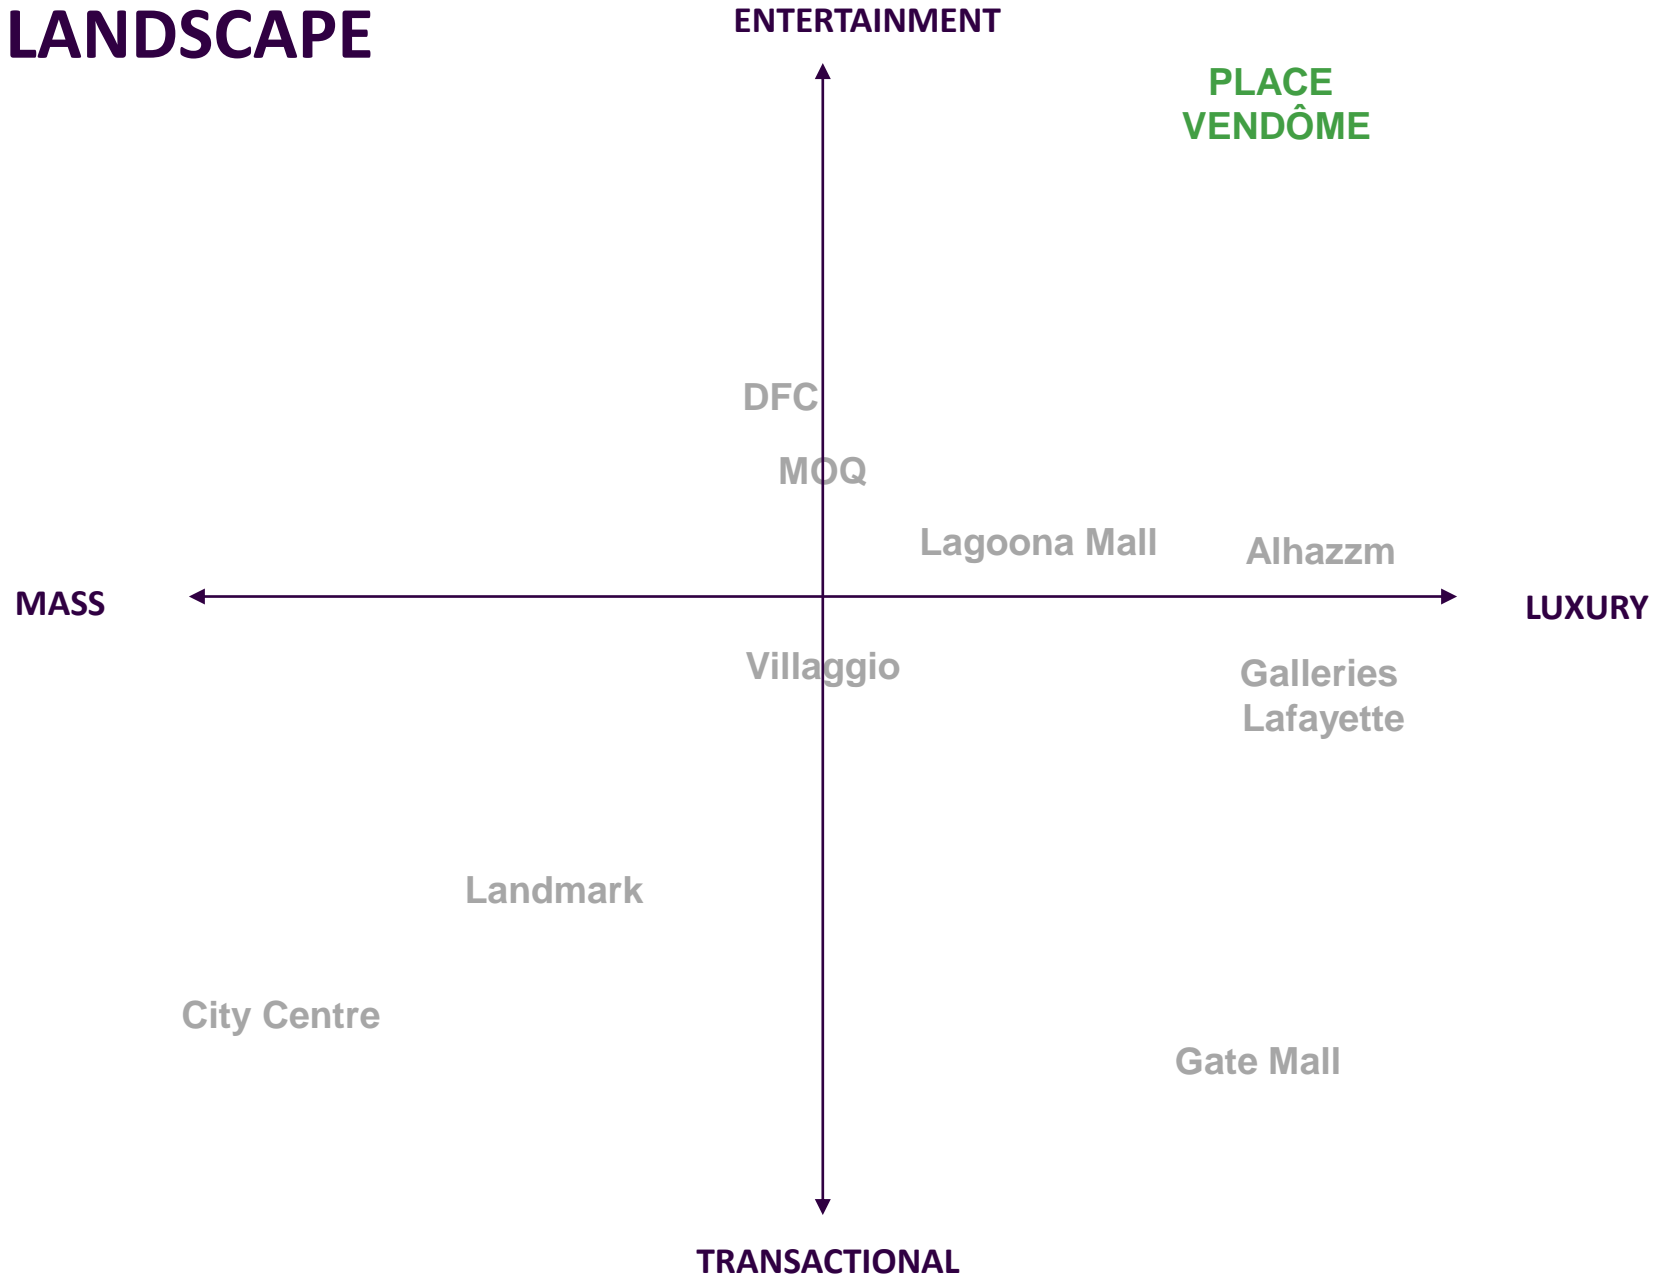 LANDSCAPE
ENTERTAINMENT
PLACE
VENDÔME
DFC
MOQ
Lagoona Mall
Alhazzm
MASS
LUXURY
Villaggio
Galleries
Lafayette
Landmark
City Centre
Gate Mall
TRANSACTIONAL